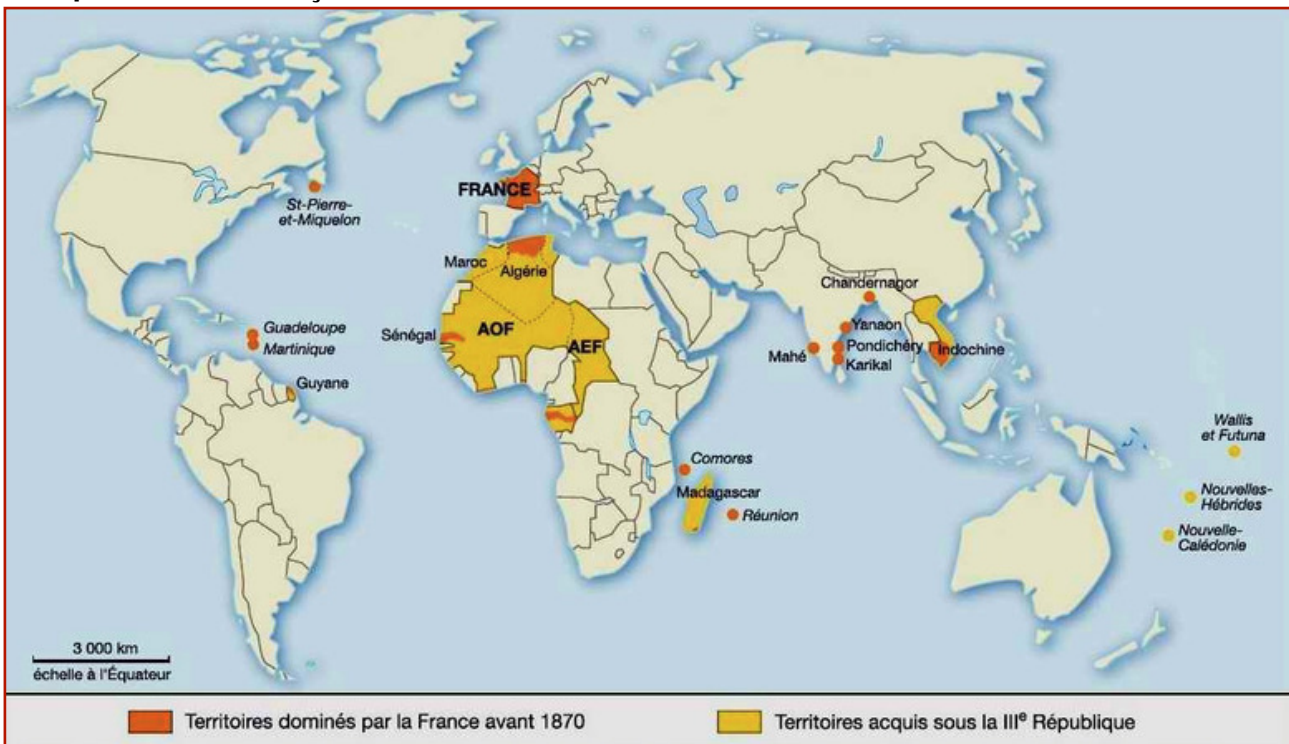 FRANCE
St-Pierre-
et-Miquelon
Maroc
Algérie
Chandernagor
Guadeloupe
Martinique
Sénégal
AOF
AEF
Yanaon
Pondichéry
Mahé
Karikal
Indochine
Guyane
Wallis
et Futuna
Comores
Madagascar
Réunion
Nouvelles-
Hébrides
Nouvelle-
Calédonie
3 000 km
échelle à l'Équateur
Territoires dominés par la France avant 1870
Territoires acquis sous la IIIe République